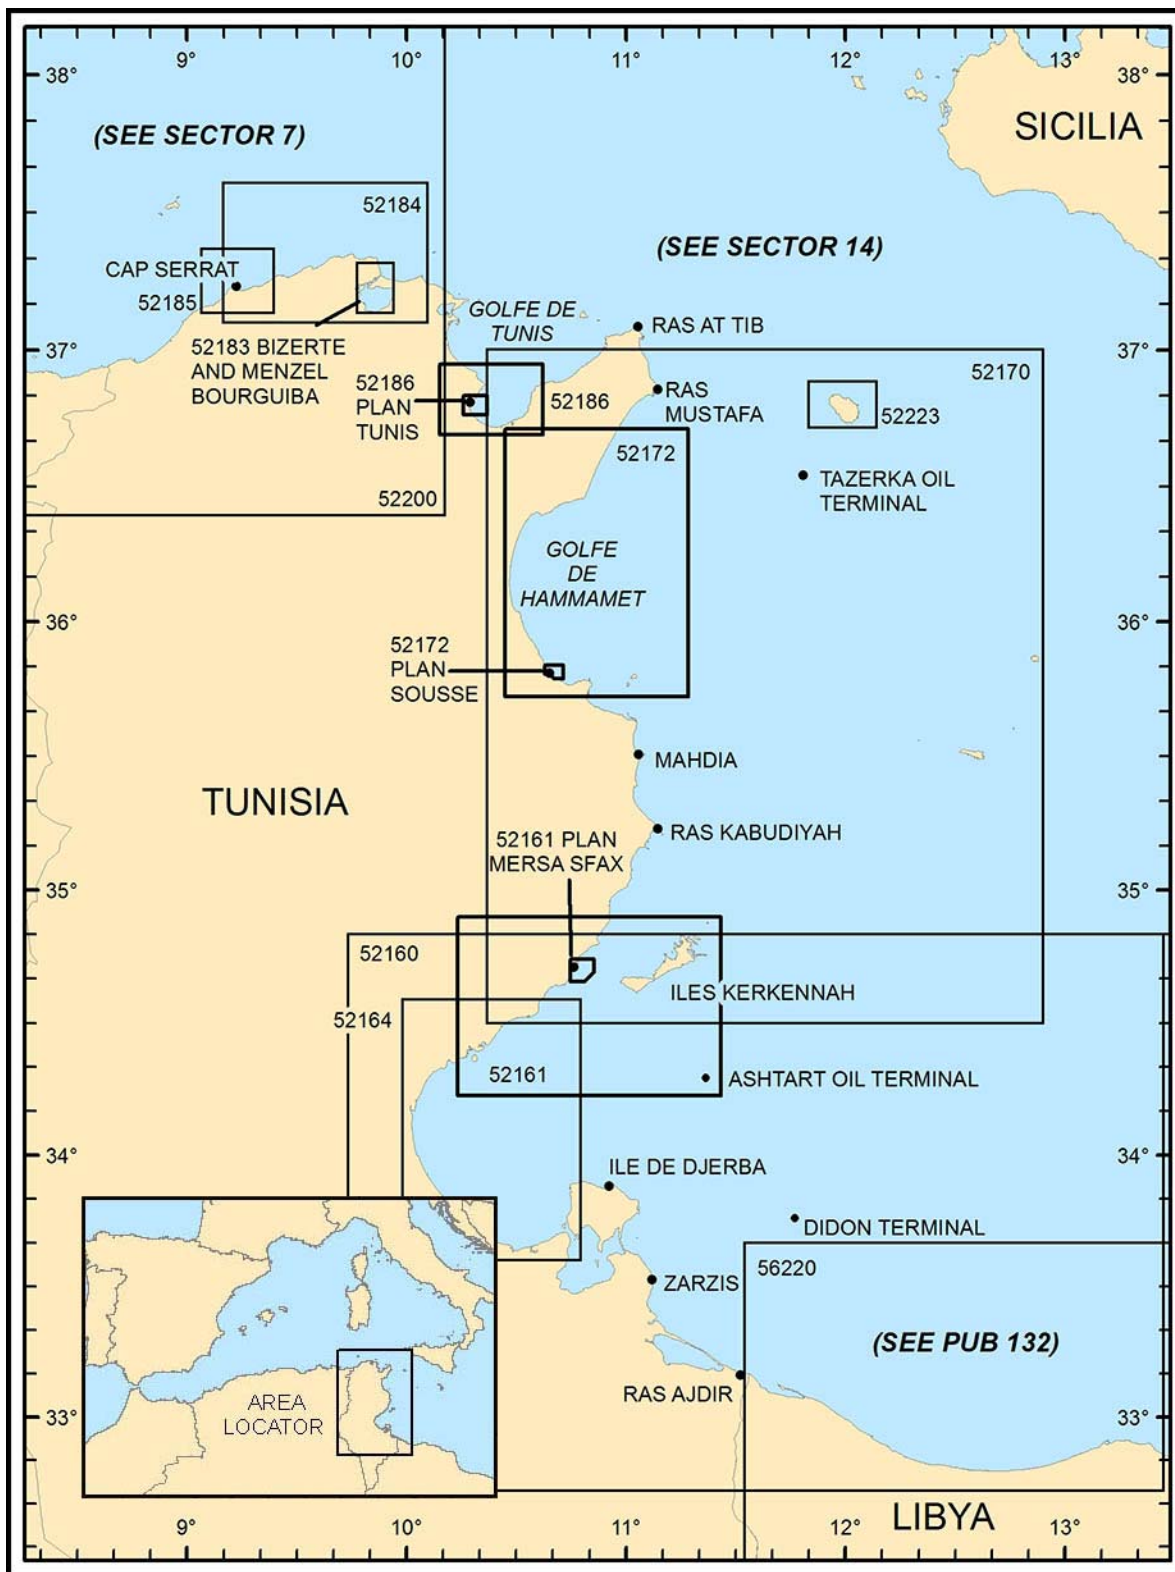 9°
10°
11°
12°
13°
38°
38°
SICILIA
(SEE SECTOR 7)
52184
(SEE SECTOR 14)
CAP SERRAT
52185
GOLFE DE
TUNIS
RAS AT TIB
37°
37°
52183 BIZERTE
AND MENZEL
BOURGUIBA
52186
PLAN
TUNIS
52186
RAS
MUSTAFA
52170
52223
52172
TAZERKA OIL
TERMINAL
52200
GOLFE
DE
HAMMAMET
36°
36°
52172
PLAN
SOUSSE
MAHDIA
TUNISIA
RAS KABUDIYAH
52161 PLAN
MERSA SFAX
35°
35°
52160
ILES KERKENNAH
52164
52161
ASHTART OIL TERMINAL
34°
34°
ILE DE DJERBA
DIDON TERMINAL
56220
ZARZIS
(SEE PUB 132)
RAS AJDIR
AREA
LOCATOR
33°
33°
LIBYA
9°
10°
11°
12°
13°